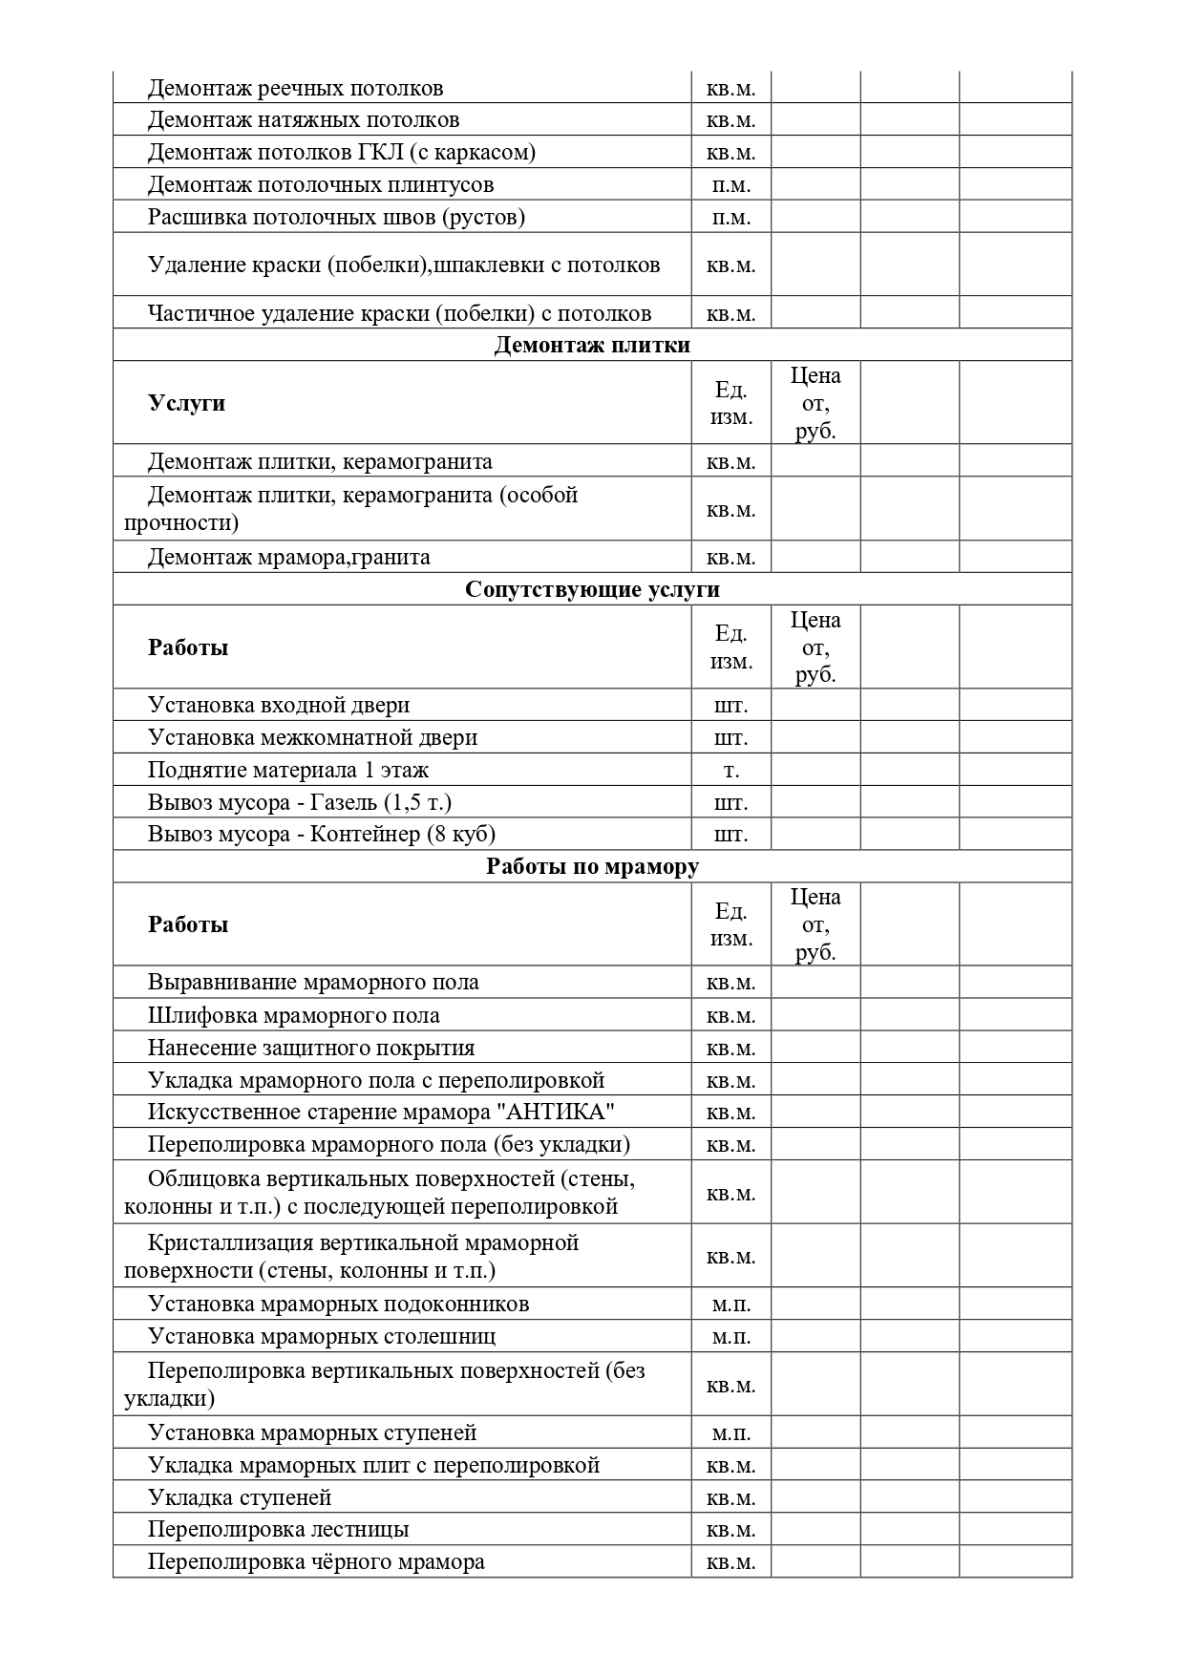 Демонтаж реечных потолков кв.м.
Демонтаж натяжных потолков кв.м.
Демонтаж потолков ГКЛ (с каркасом) кв.м.
Демонтаж потолочных плинтусов п.м.
Расшивка потолочных швов (рустов) п.м.
Удаление краски (побелки),шпаклевки с потолков кв.м.
Частичное удаление краски (побелки) с потолков кв.м.
Демонтаж плитки
Услуги
Ед.
изм.
Цена
от,
руб.
Демонтаж плитки, керамогранита кв.м.
Демонтаж плитки, керамогранита (особой
прочности)
кв.м.
Демонтаж мрамора,гранита кв.м.
Сопутствующие услуги
Работы
Ед.
изм.
Цена
от,
руб.
Установка входной двери шт.
Установка межкомнатной двери шт.
Поднятие материала 1 этаж т.
Вывоз мусора - Газель (1,5 т.) шт.
Вывоз мусора - Контейнер (8 куб) шт.
Работы по мрамору
Работы
Ед.
изм.
Цена
от,
руб.
Выравнивание мраморного пола кв.м.
Шлифовка мраморного пола кв.м.
Нанесение защитного покрытия кв.м.
Укладка мраморного пола с переполировкой кв.м.
Искусственное старение мрамора "АНТИКА" кв.м.
Переполировка мраморного пола (без укладки) кв.м.
Облицовка вертикальных поверхностей (стены,
колонны и т.п.) с последующей переполировкой
кв.м.
Кристаллизация вертикальной мраморной
поверхности (стены, колонны и т.п.)
кв.м.
Установка мраморных подоконников м.п.
Установка мраморных столешниц м.п.
Переполировка вертикальных поверхностей (без
укладки)
кв.м.
Установка мраморных ступеней м.п.
Укладка мраморных плит с переполировкой кв.м.
Укладка ступеней кв.м.
Переполировка лестницы кв.м.
Переполировка чёрного мрамора кв.м.